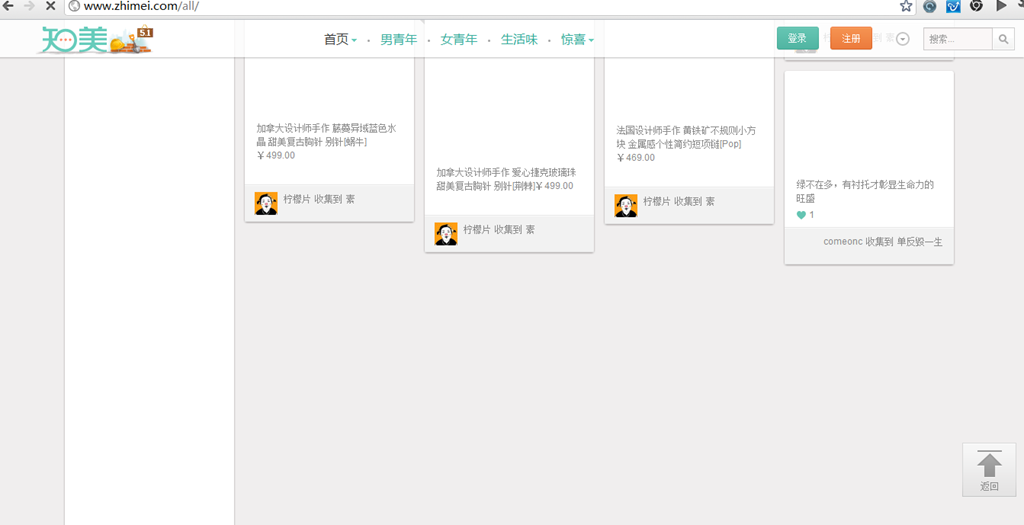 www.zhimei.com/all/
知美
51
首页 · 男青年 · 女青年 · 生活味 · 惊喜
登录
注册
搜索...
加拿大设计师手作 藤蔓异域蓝色水
晶 甜美复古胸针 别针[蜗牛]
￥499.00
柠檬片 收集到 素
加拿大设计师手作 爱心捷克玻璃珠
甜美复古胸针 别针[荆棘]￥499.00
柠檬片 收集到 素
法国设计师手作 黄铁矿不规则小方
块 金属感个性简约短项链[Pop]
￥469.00
柠檬片 收集到 素
绿不在多，有衬托才彰显生命力的
旺盛
1
comeonc 收集到 单反毁一生
返回